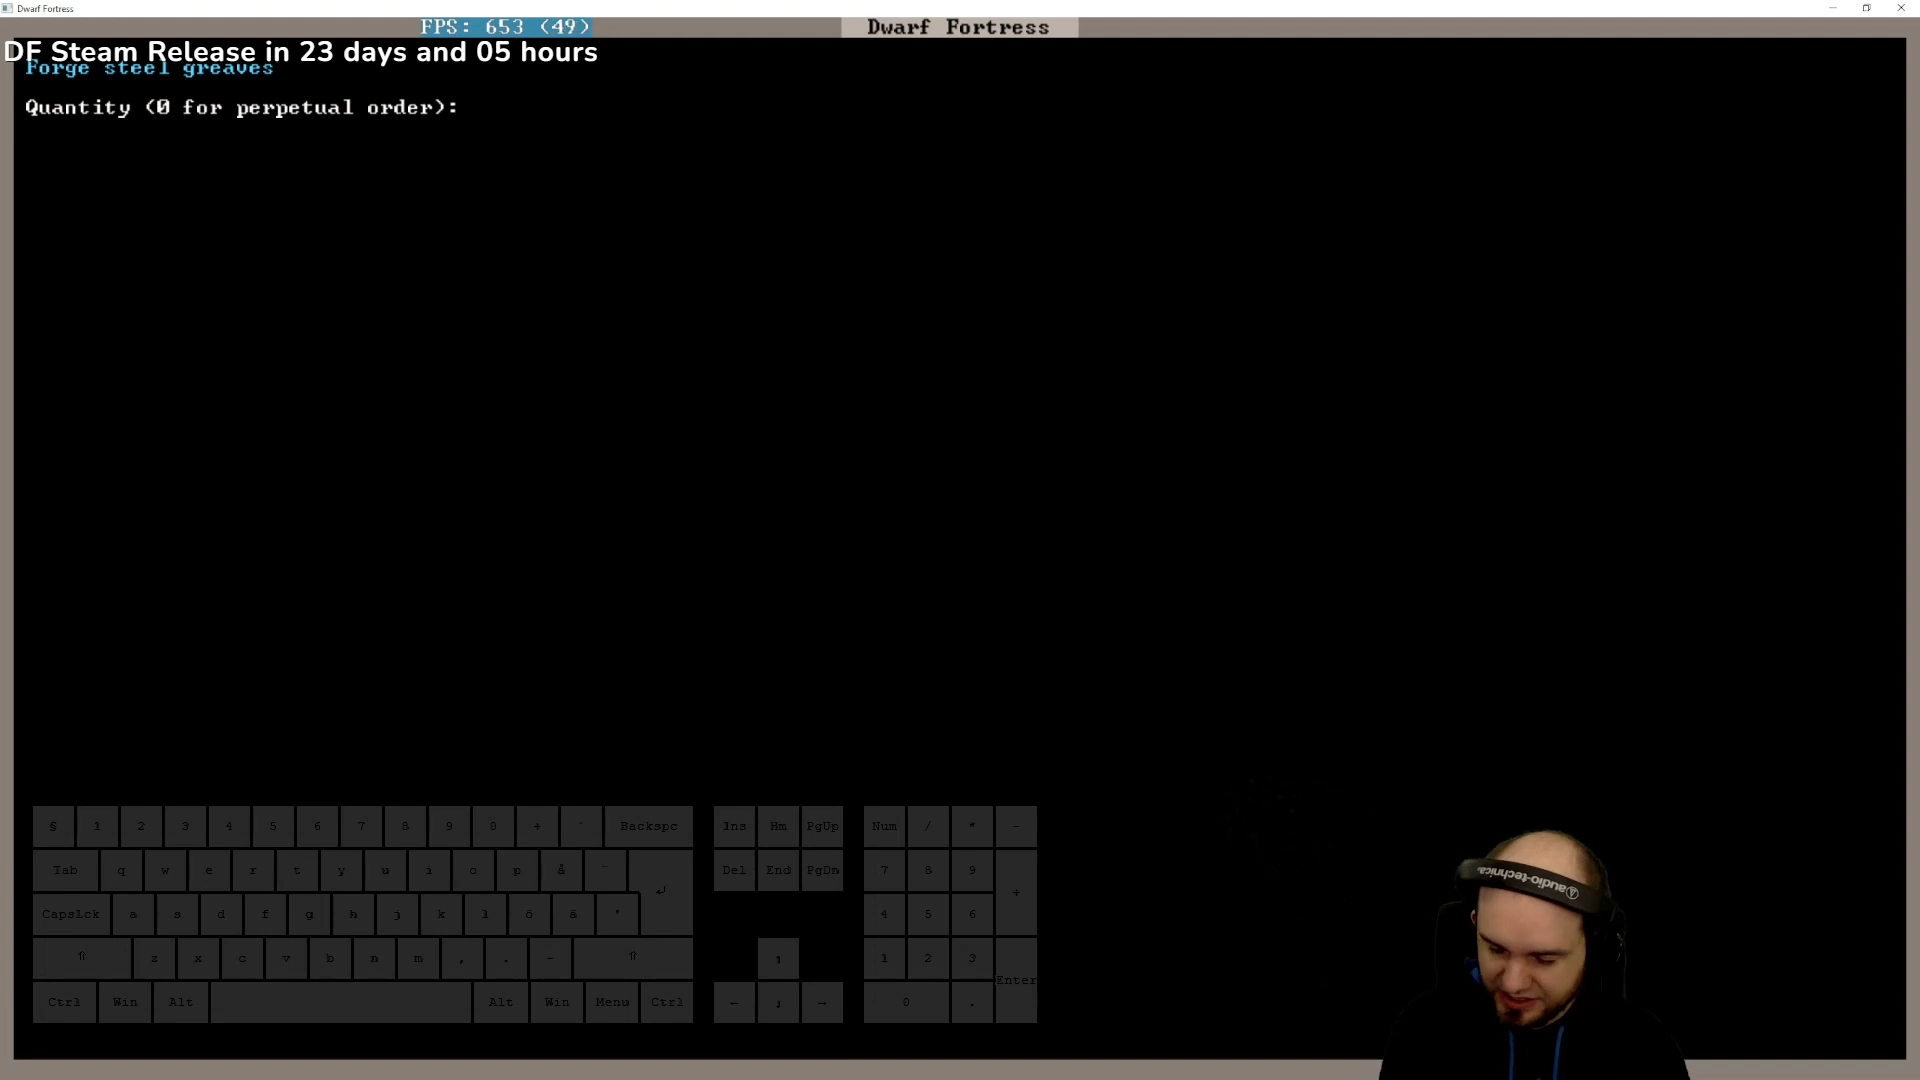 Dwarf Fortress
FPS: 653 (49)
Dwarf Fortress
DF Steam Release in 23 days and 05 hours
Forge steel greaves
Quantity (0 for perpetual order):
§ 1 2 3 4 5 6 7 8 9 0 + ´ Backspc Ins Hm PgUp Num / * -
Tab q w e r t y u i o p å ¨ ↵ Del End PgDn 7 8 9 +
CapsLck a s d f g h j k l ö ä ' 4 5 6
⇧ z x c v b n m , . - ⇧ ↑ 1 2 3 Enter
Ctrl Win Alt Alt Win Menu Ctrl ← ↓ → 0 .
audio-technica